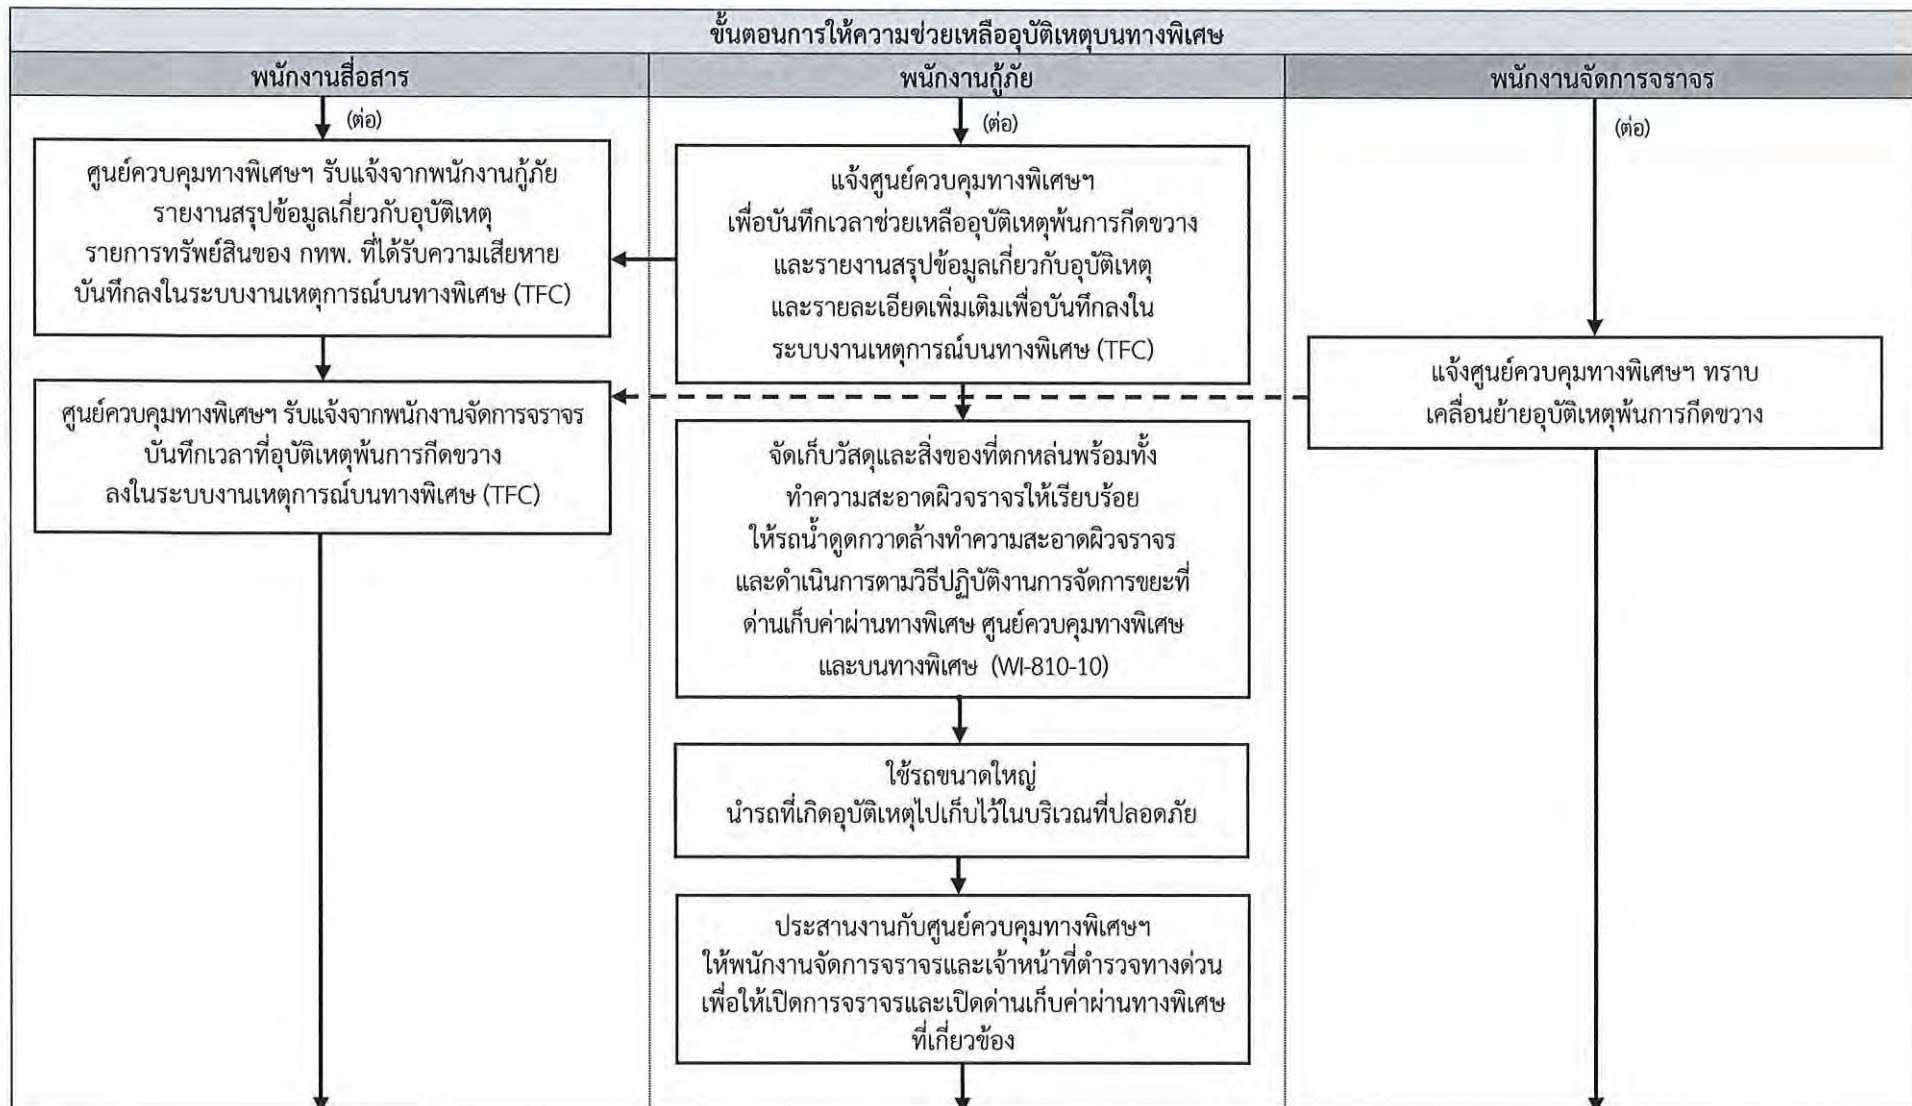 ขั้นตอนการให้ความช่วยเหลืออุบัติเหตุบนทางพิเศษ
พนักงานสื่อสาร
พนักงานกู้ภัย
พนักงานจัดการจราจร
(ต่อ)
(ต่อ)
(ต่อ)
ศูนย์ควบคุมทางพิเศษฯ รับแจ้งจากพนักงานกู้ภัย
รายงานสรุปข้อมูลเกี่ยวกับอุบัติเหตุ
รายการทรัพย์สินของ กทพ. ที่ได้รับความเสียหาย
บันทึกลงในระบบงานเหตุการณ์บนทางพิเศษ (TFC)
แจ้งศูนย์ควบคุมทางพิเศษฯ
เพื่อบันทึกเวลาช่วยเหลืออุบัติเหตุพ้นการกีดขวาง
และรายงานสรุปข้อมูลเกี่ยวกับอุบัติเหตุ
และรายละเอียดเพิ่มเติมเพื่อบันทึกลงใน
ระบบงานเหตุการณ์บนทางพิเศษ (TFC)
แจ้งศูนย์ควบคุมทางพิเศษฯ ทราบ
เคลื่อนย้ายอุบัติเหตุพ้นการกีดขวาง
ศูนย์ควบคุมทางพิเศษฯ รับแจ้งจากพนักงานจัดการจราจร
บันทึกเวลาที่อุบัติเหตุพ้นการกีดขวาง
ลงในระบบงานเหตุการณ์บนทางพิเศษ (TFC)
จัดเก็บวัสดุและสิ่งของที่ตกหล่นพร้อมทั้ง
ทำความสะอาดผิวจราจรให้เรียบร้อย
ให้รถน้ำดูดกวาดล้างทำความสะอาดผิวจราจร
และดำเนินการตามวิธีปฏิบัติงานการจัดการขยะที่
ด่านเก็บค่าผ่านทางพิเศษ ศูนย์ควบคุมทางพิเศษ
และบนทางพิเศษ (WI-810-10)
ใช้รถขนาดใหญ่
นำรถที่เกิดอุบัติเหตุไปเก็บไว้ในบริเวณที่ปลอดภัย
ประสานงานกับศูนย์ควบคุมทางพิเศษฯ
ให้พนักงานจัดการจราจรและเจ้าหน้าที่ตำรวจทางด่วน
เพื่อให้เปิดการจราจรและเปิดด่านเก็บค่าผ่านทางพิเศษ
ที่เกี่ยวข้อง